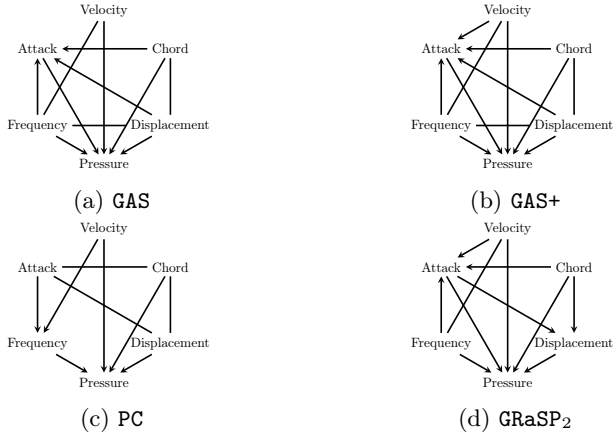 Velocity Velocity
Attack Chord Attack Chord
Frequency Displacement Frequency Displacement
Pressure Pressure
(a) GAS (b) GAS+
Velocity Velocity
Attack Chord Attack Chord
Frequency Displacement Frequency Displacement
Pressure Pressure
(c) PC (d) GRaSP₂